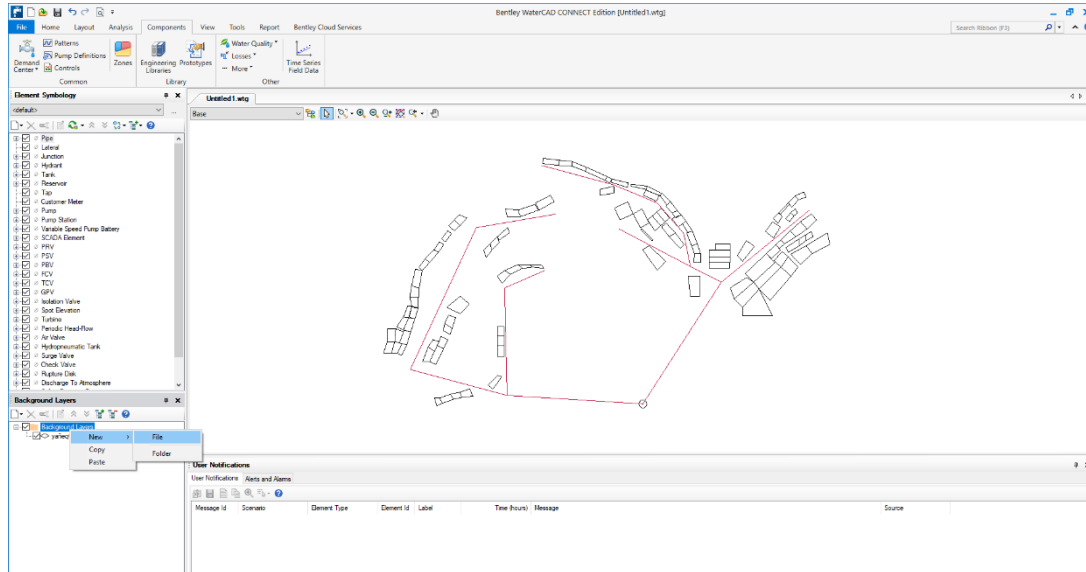 Bentley WaterCAD CONNECT Edition [Untitled1.wtg]
File Home Layout Analysis Components View Tools Report Bentley Cloud Services
Search Ribbon (F3)
Patterns
Pump Definitions
Controls
Demand Center
Common
Zones
Engineering Libraries
Prototypes
Library
Water Quality
Losses
More
Time Series Field Data
Other
Element Symbology
<default>
Pipe
Lateral
Junction
Hydrant
Tank
Reservoir
Tap
Customer Meter
Pump
Pump Station
Variable Speed Pump Battery
SCADA Element
PRV
PSV
PBV
FCV
TCV
GPV
Isolation Valve
Spot Elevation
Turbine
Periodic Head-Flow
Air Valve
Hydropneumatic Tank
Surge Valve
Check Valve
Rupture Disk
Discharge To Atmosphere
Untitled1.wtg
Base
Background Layers
Background Layers
New
File
Copy
Folder
Paste
User Notifications
User Notifications Alerts and Alarms
Message Id Scenario Element Type Element Id Label Time (hours) Message Source